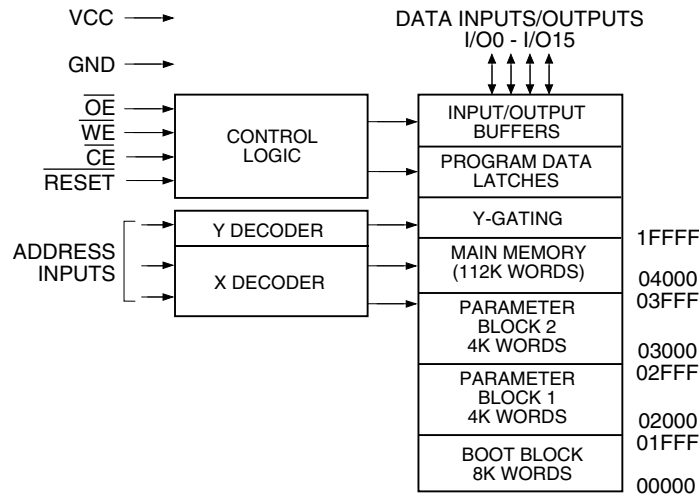 VCC
GND
OE
WE
CE
RESET
CONTROL
LOGIC
ADDRESS
INPUTS
Y DECODER
X DECODER
DATA INPUTS/OUTPUTS
I/O0 - I/O15
INPUT/OUTPUT
BUFFERS
PROGRAM DATA
LATCHES
Y-GATING
MAIN MEMORY
(112K WORDS)
PARAMETER
BLOCK 2
4K WORDS
PARAMETER
BLOCK 1
4K WORDS
BOOT BLOCK
8K WORDS
1FFFF
04000
03FFF
03000
02FFF
02000
01FFF
00000